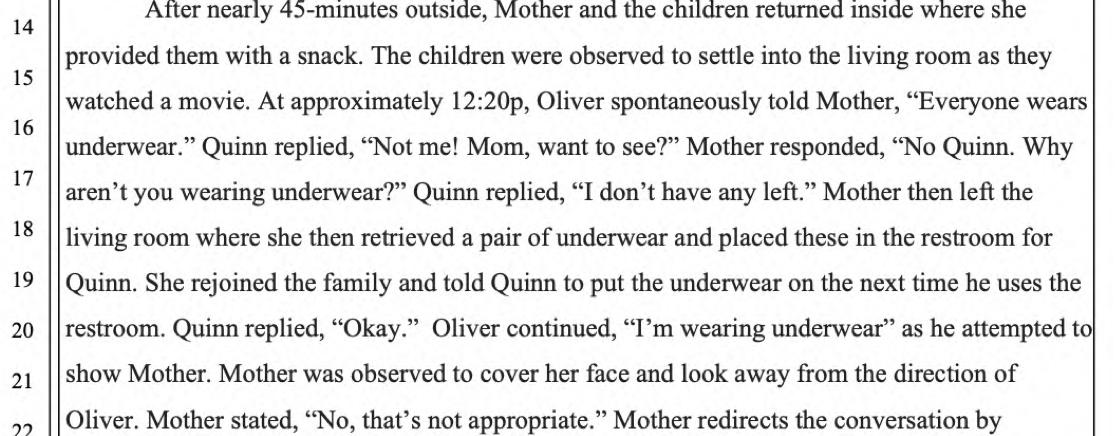 After nearly 45-minutes outside, Mother and the children returned inside where she
14
provided them with a snack. The children were observed to settle into the living room as they
15
watched a movie. At approximately 12:20p, Oliver spontaneously told Mother, “Everyone wears
16
underwear.” Quinn replied, “Not me! Mom, want to see?” Mother responded, “No Quinn. Why
17
aren’t you wearing underwear?” Quinn replied, “I don’t have any left.” Mother then left the
18
living room where she then retrieved a pair of underwear and placed these in the restroom for
19
Quinn. She rejoined the family and told Quinn to put the underwear on the next time he uses the
20
restroom. Quinn replied, “Okay.”  Oliver continued, “I’m wearing underwear” as he attempted to
21
show Mother. Mother was observed to cover her face and look away from the direction of
22
Oliver. Mother stated, “No, that’s not appropriate.” Mother redirects the conversation by